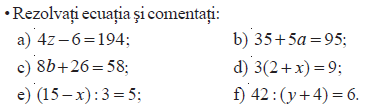 • Rezolvați ecuația și comentați:
a) 4z − 6 = 194; b) 35 + 5a = 95;
c) 8b + 26 = 58; d) 3(2 + x) = 9;
e) (15 − x) : 3 = 5; f) 42 : (y + 4) = 6.